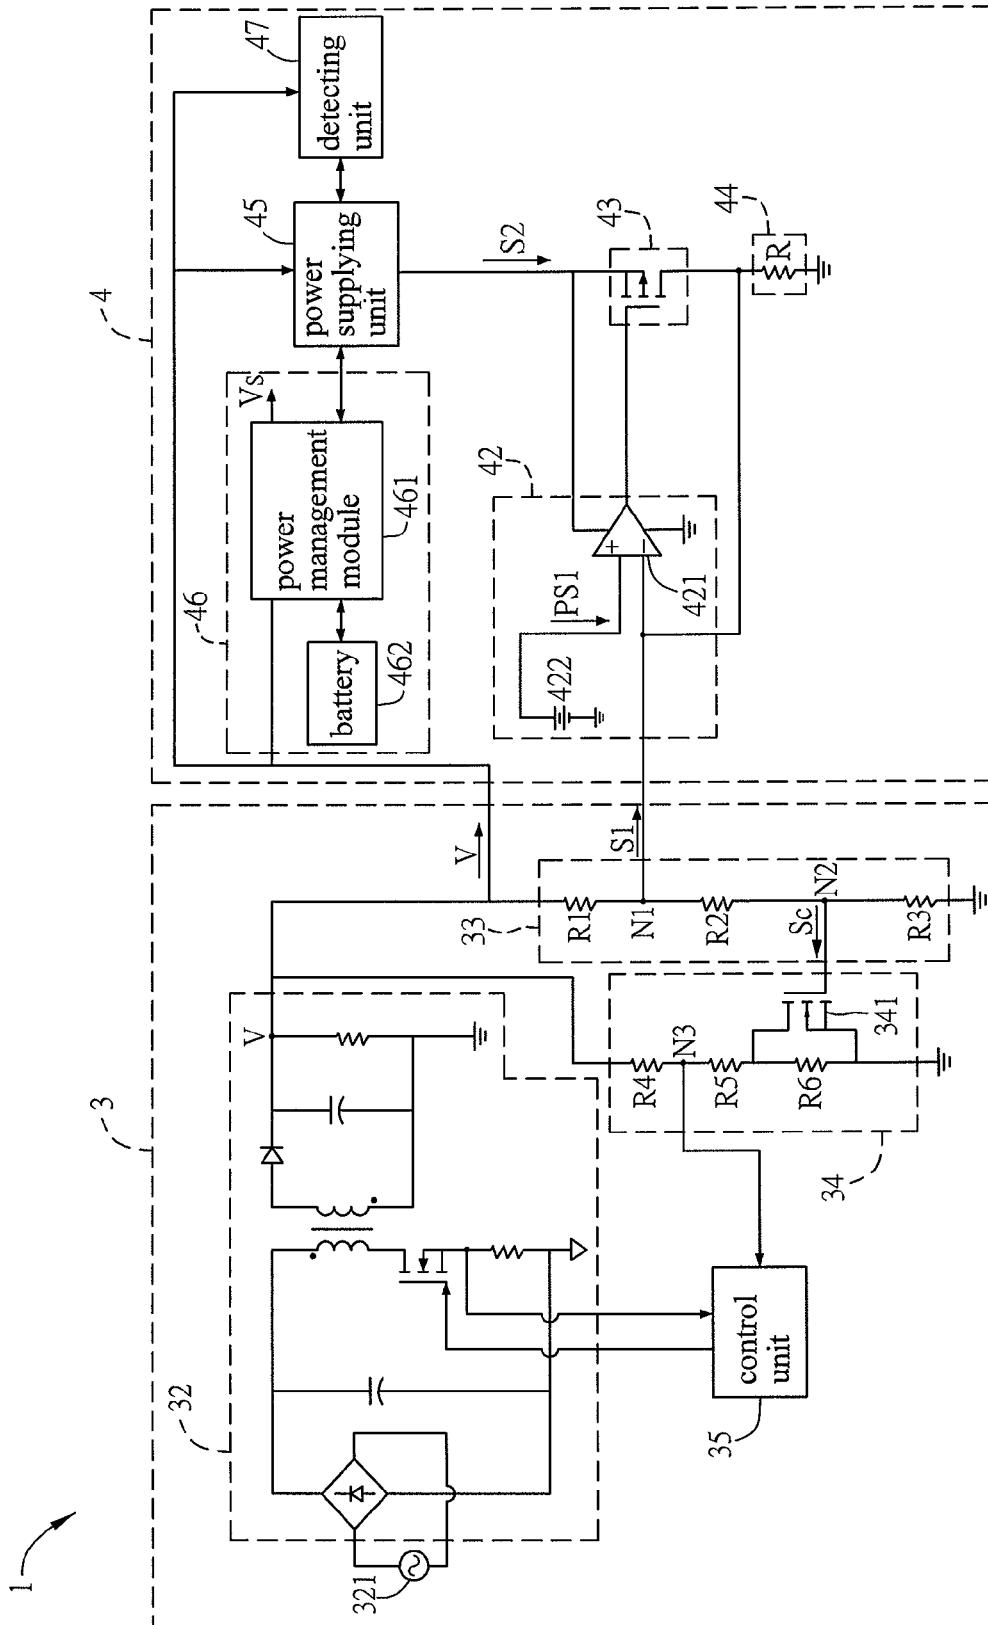 1
3
4
32
321
V
V
33
R1
N1
R2
N2
R3
Sc
S1
34
R4
N3
R5
R6
341
control
unit
35
46
power
management
module
461
Vs
battery
462
power
supplying
unit
45
detecting
unit
47
S2
42
422
PS1
+
−
421
43
44
R